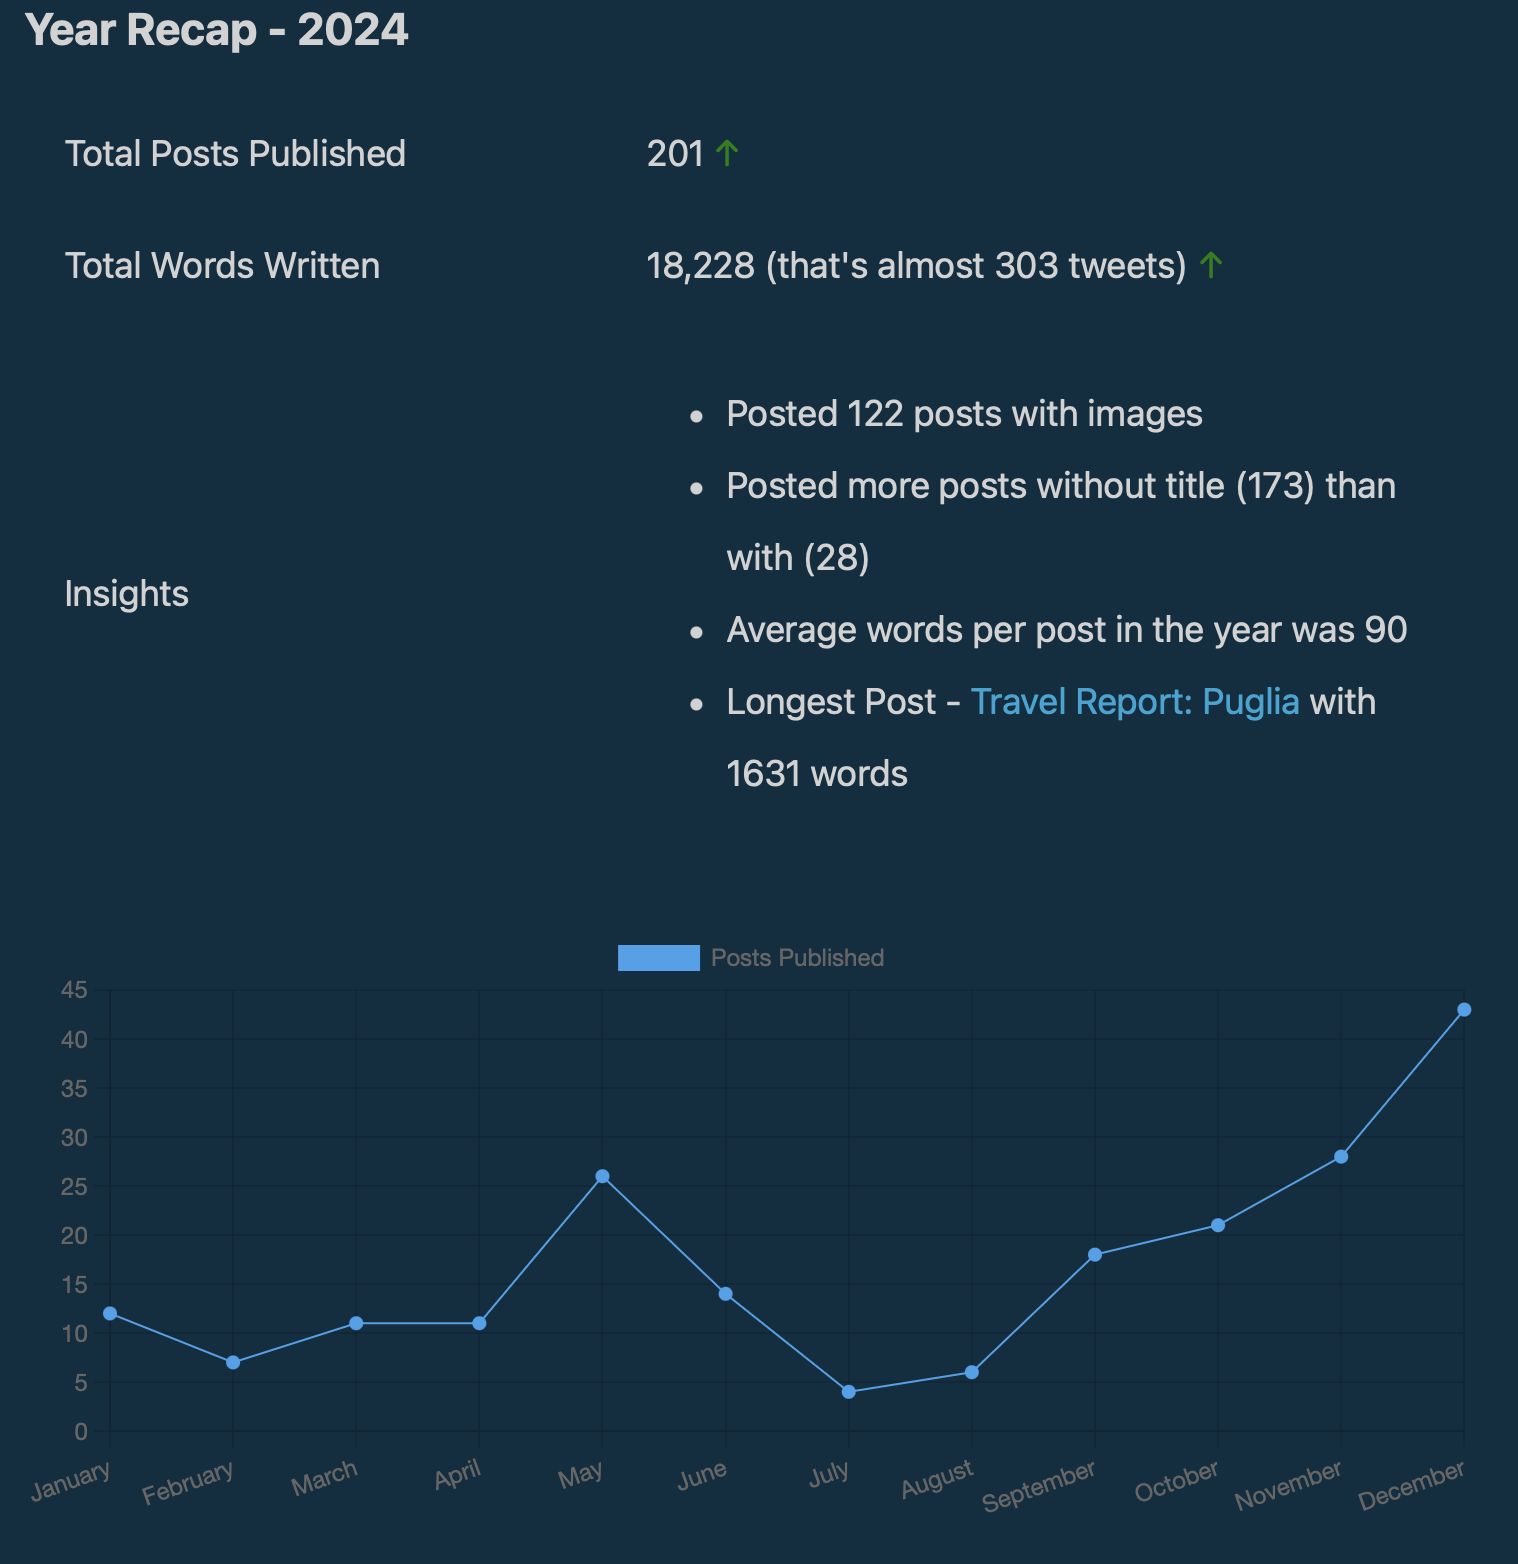 Year Recap - 2024
Total Posts Published
201 ↑
Total Words Written
18,228 (that's almost 303 tweets) ↑
Insights
• Posted 122 posts with images
• Posted more posts without title (173) than
with (28)
• Average words per post in the year was 90
• Longest Post - Travel Report: Puglia with
1631 words
Posts Published
45
40
35
30
25
20
15
10
5
0
January
February
March
April
May
June
July
August
September
October
November
December